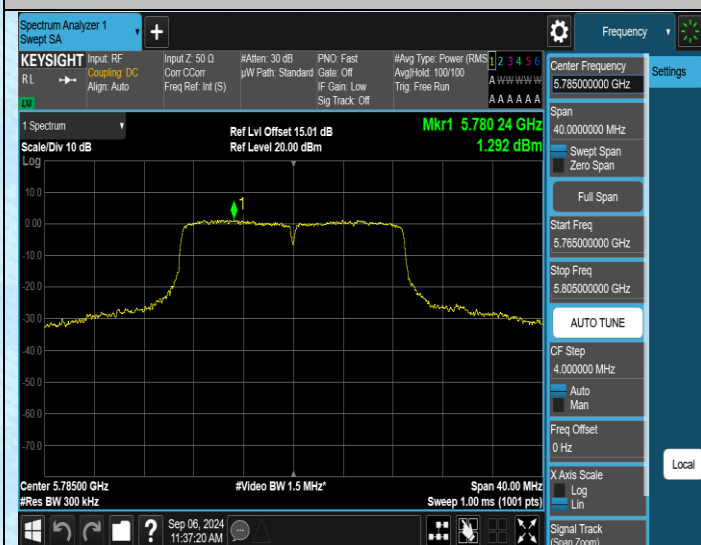 Spectrum Analyzer 1
Swept SA
Frequency
KEYSIGHT
RL
Input: RF
Coupling: DC
Align: Auto
Input Z: 50 Ω
Corr CCorr
Freq Ref: Int (S)
#Atten: 30 dB
µW Path: Standard
PNO: Fast
Gate: Off
IF Gain: Low
Sig Track: Off
#Avg Type: Power (RMS
Avg|Hold: 100/100
Trig: Free Run
1 2 3 4 5 6
A W W W W W
A A A A A A
Center Frequency
5.785000000 GHz
Settings
Span
40.0000000 MHz
Swept Span
Zero Span
Full Span
Start Freq
5.765000000 GHz
Stop Freq
5.805000000 GHz
AUTO TUNE
CF Step
4.000000 MHz
Auto
Man
Freq Offset
0 Hz
X Axis Scale
Log
Lin
Signal Track
(Span Zoom)
Local
1 Spectrum
Scale/Div 10 dB
Ref Lvl Offset 15.01 dB
Ref Level 20.00 dBm
Mkr1 5.780 24 GHz
1.292 dBm
Log
1
10.0
0.00
-10.0
-20.0
-30.0
-40.0
-50.0
-60.0
-70.0
Center 5.78500 GHz
#Res BW 300 kHz
#Video BW 1.5 MHz*
Span 40.00 MHz
Sweep 1.00 ms (1001 pts)
?
Sep 06, 2024
11:37:20 AM